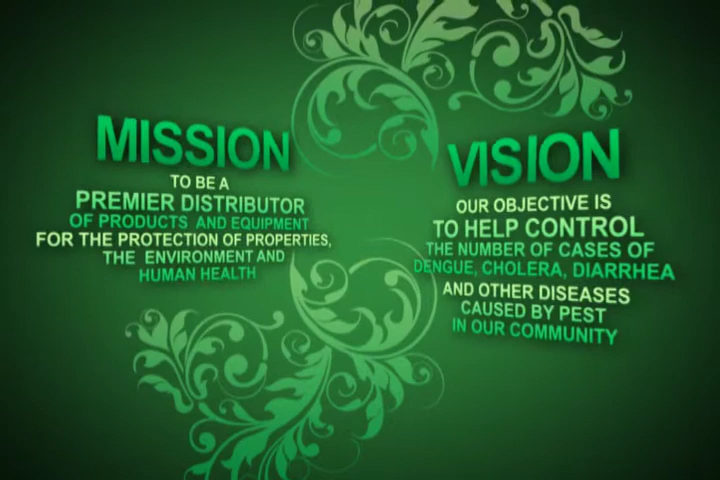 MISSION
TO BE A
PREMIER DISTRIBUTOR
OF PRODUCTS AND EQUIPMENT
FOR THE PROTECTION OF PROPERTIES,
THE ENVIRONMENT AND
HUMAN HEALTH
VISION
OUR OBJECTIVE IS
TO HELP CONTROL
THE NUMBER OF CASES OF
DENGUE, CHOLERA, DIARRHEA
AND OTHER DISEASES
CAUSED BY PEST
IN OUR COMMUNITY